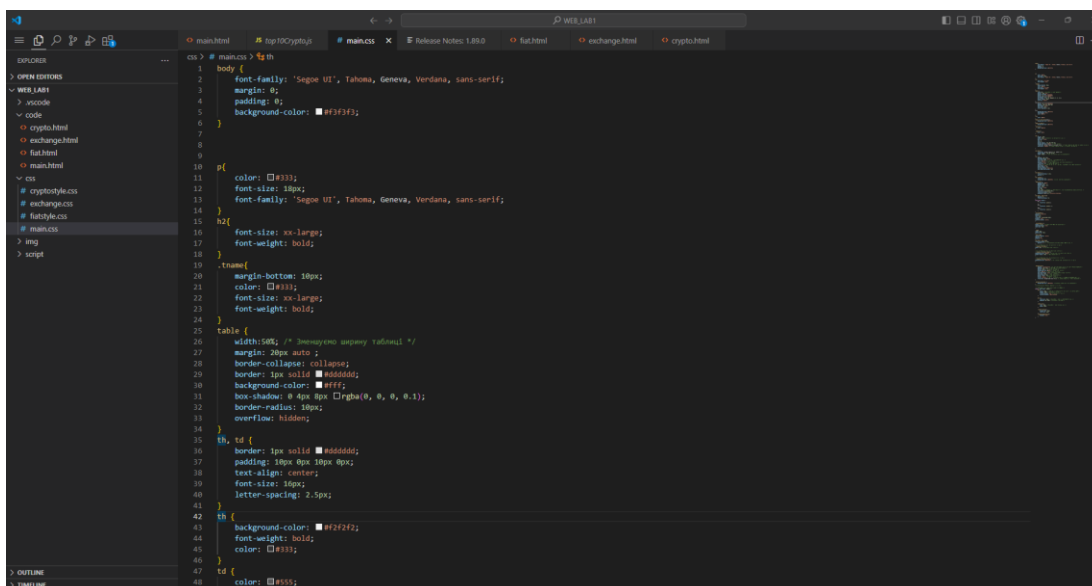 WEB_LAB1
main.html
JS top10Crypto.js
# main.css
Release Notes: 1.89.0
fiat.html
exchange.html
crypto.html
EXPLORER
OPEN EDITORS
WEB_LAB1
.vscode
code
crypto.html
exchange.html
fiat.html
main.html
css
# cryptostyle.css
# exchange.css
# fiatstyle.css
# main.css
img
script
OUTLINE
TIMELINE
css > # main.css > th
1 body {
2 font-family: 'Segoe UI', Tahoma, Geneva, Verdana, sans-serif;
3 margin: 0;
4 padding: 0;
5 background-color: #f3f3f3;
6 }
7
8
9
10 p{
11 color: #333;
12 font-size: 18px;
13 font-family: 'Segoe UI', Tahoma, Geneva, Verdana, sans-serif;
14 }
15 h2{
16 font-size: xx-large;
17 font-weight: bold;
18 }
19 .tname{
20 margin-bottom: 10px;
21 color: #333;
22 font-size: xx-large;
23 font-weight: bold;
24 }
25 table {
26 width:50%; /* Зменшуємо ширину таблиці */
27 margin: 20px auto ;
28 border-collapse: collapse;
29 border: 1px solid #dddddd;
30 background-color: #fff;
31 box-shadow: 0 4px 8px rgba(0, 0, 0, 0.1);
32 border-radius: 10px;
33 overflow: hidden;
34 }
35 th, td {
36 border: 1px solid #dddddd;
37 padding: 10px 0px 10px 0px;
38 text-align: center;
39 font-size: 16px;
40 letter-spacing: 2.5px;
41 }
42 th {
43 background-color: #f2f2f2;
44 font-weight: bold;
45 color: #333;
46 }
47 td {
48 color: #555;